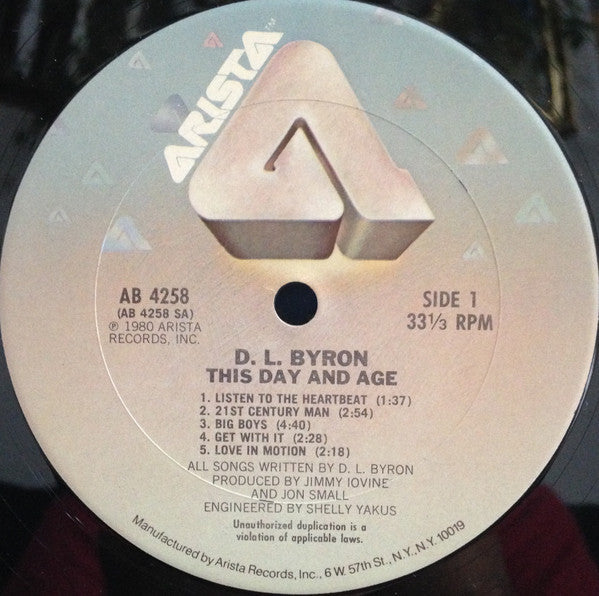 ARISTA
AB 4258
(AB 4258 SA)
℗ 1980 ARISTA
RECORDS, INC.
SIDE 1
33⅓ RPM
D. L. BYRON
THIS DAY AND AGE
1. LISTEN TO THE HEARTBEAT (1:37)
2. 21ST CENTURY MAN (2:54)
3. BIG BOYS (4:40)
4. GET WITH IT (2:28)
5. LOVE IN MOTION (2:18)
ALL SONGS WRITTEN BY D. L. BYRON
PRODUCED BY JIMMY IOVINE
AND JON SMALL
ENGINEERED BY SHELLY YAKUS
Unauthorized duplication is a
violation of applicable laws.
Manufactured by Arista Records, Inc., 6 W. 57th St., N.Y., N.Y. 10019